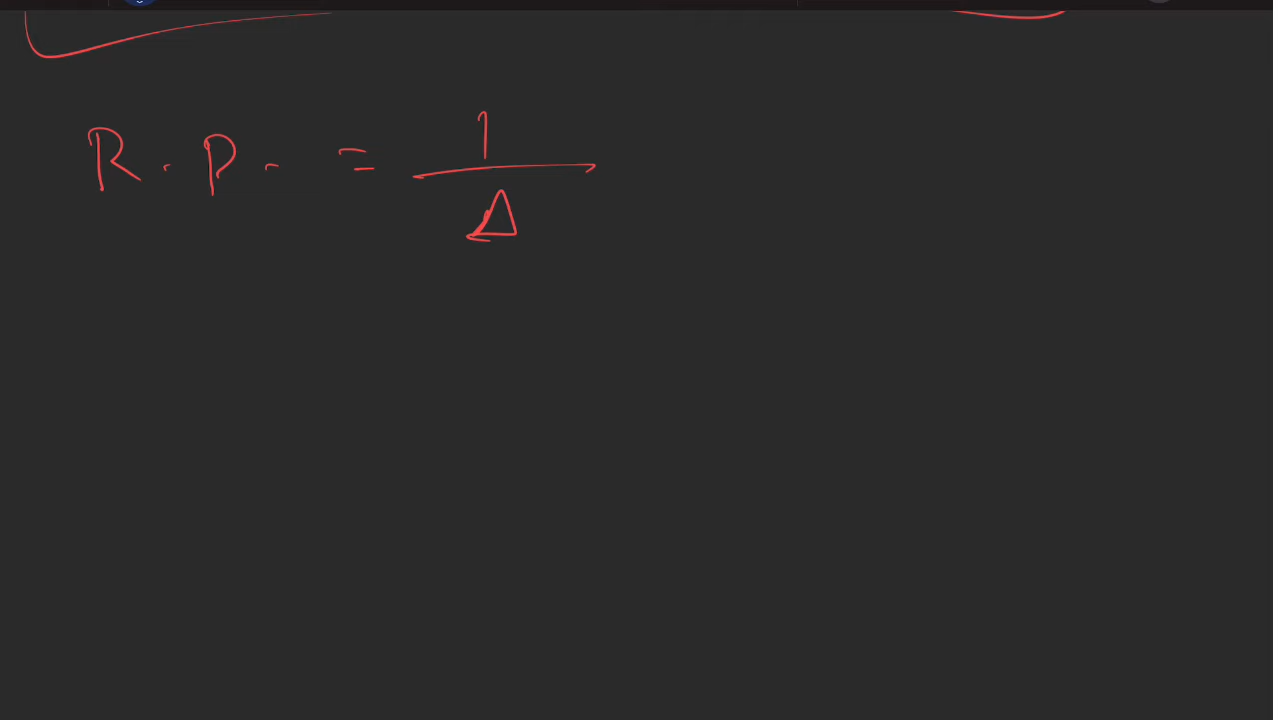 R. P. = 1/Δ